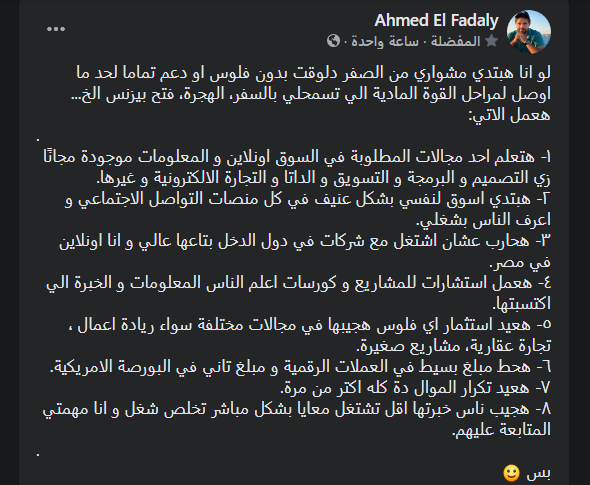 Ahmed El Fadaly
المفضلة · ساعة واحدة ·
لو انا هبتدي مشواري من الصفر دلوقت بدون فلوس او دعم تماما لحد ما
اوصل لمراحل القوة المادية الي تسمحلي بالسفر، الهجرة، فتح بيزنس الخ...
هعمل الاتي:
.
١- هتعلم احد مجالات المطلوبة في السوق اونلاين و المعلومات موجودة مجانًا
زي التصميم و البرمجة و التسويق و الداتا و التجارة الالكترونية و غيرها.
٢- هبتدي اسوق لنفسي بشكل عنيف في كل منصات التواصل الاجتماعي و
اعرف الناس بشغلي.
٣- هحارب عشان اشتغل مع شركات في دول الدخل بتاعها عالي و انا اونلاين
في مصر.
٤- هعمل استشارات للمشاريع و كورسات اعلم الناس المعلومات و الخبرة الي
اكتسبتها.
٥- هعيد استثمار اي فلوس هجيبها في مجالات مختلفة سواء ريادة اعمال ،
تجارة عقارية، مشاريع صغيرة.
٦- هحط مبلغ بسيط في العملات الرقمية و مبلغ تاني في البورصة الامريكية.
٧- هعيد تكرار الموال دة كله اكتر من مرة.
٨- هجيب ناس خبرتها اقل تشتغل معايا بشكل مباشر تخلص شغل و انا مهمتي
المتابعة عليهم.
.
بس 🙂